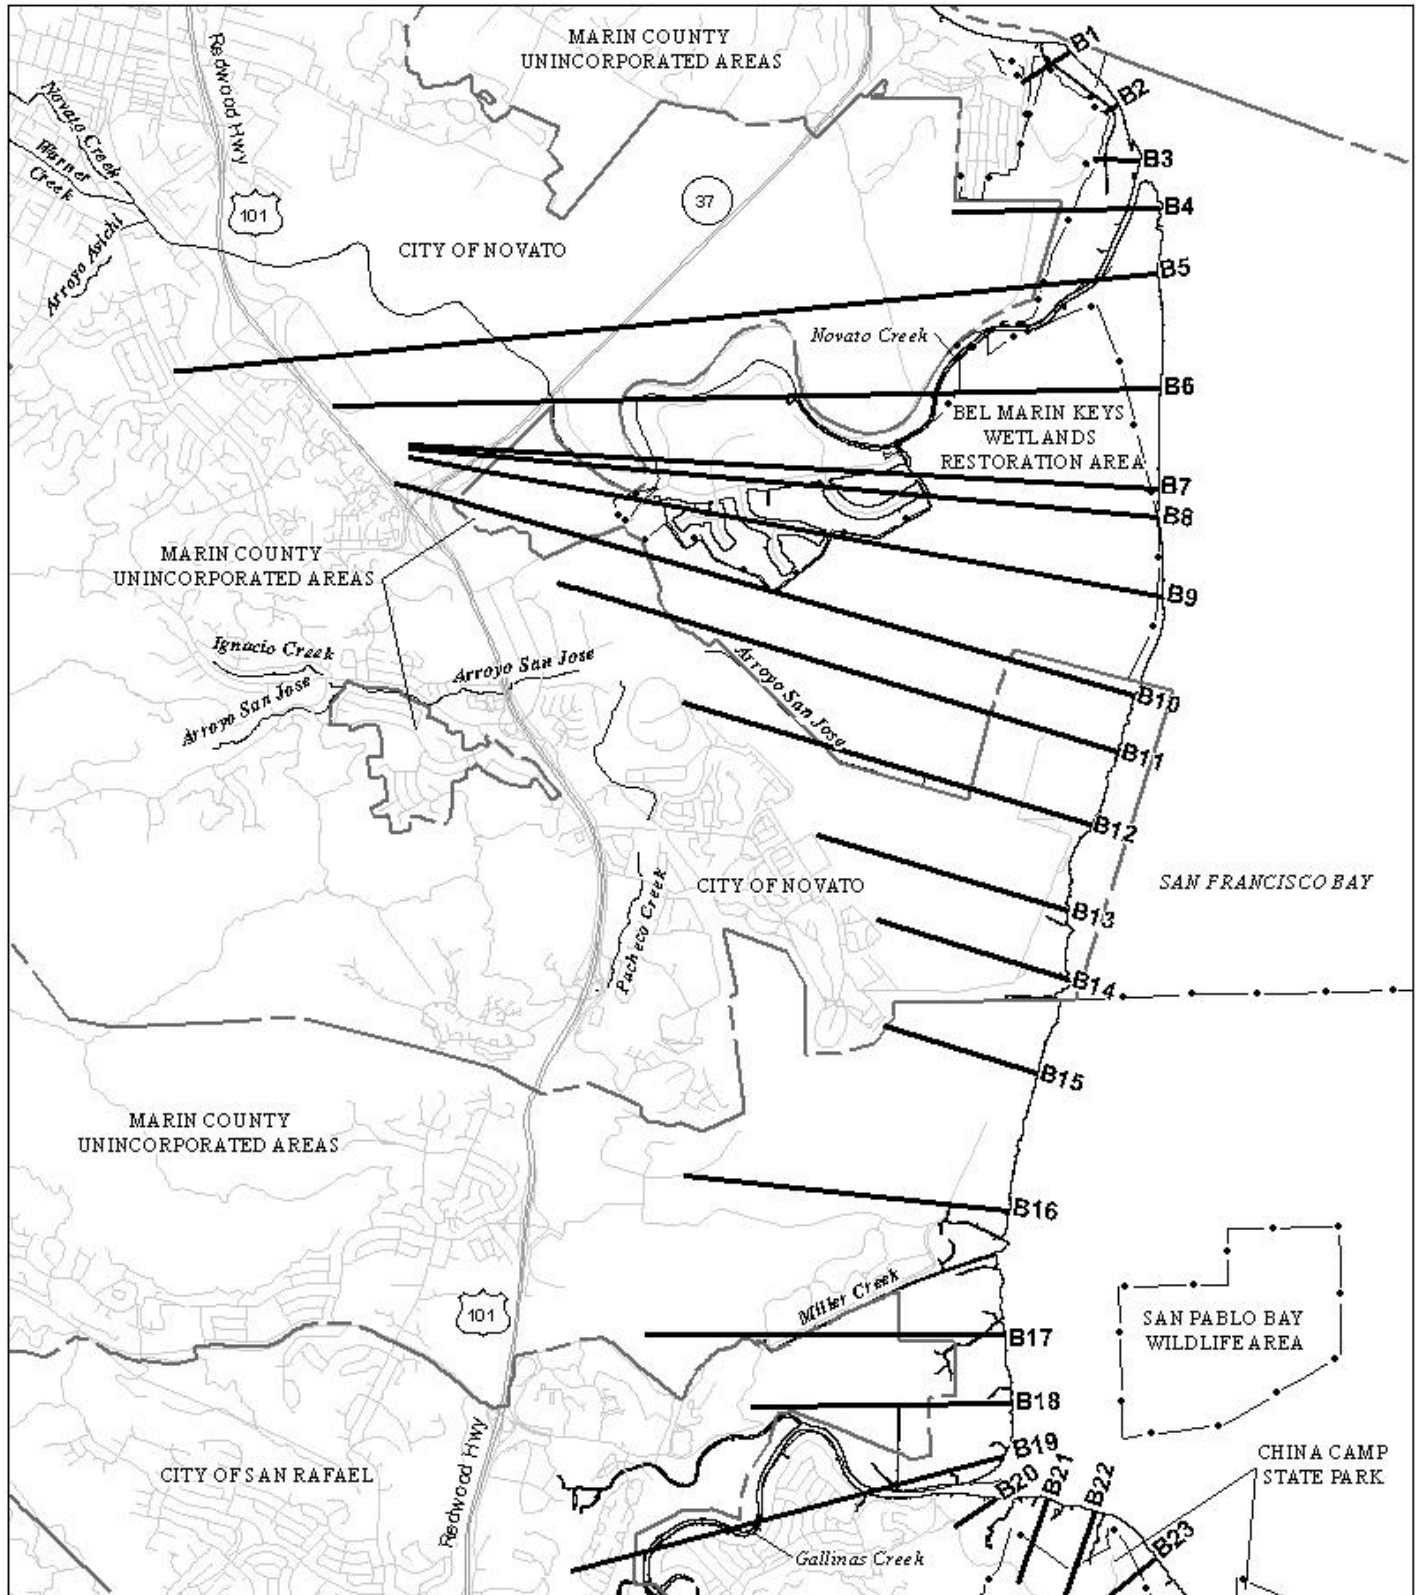 MARIN COUNTY
UNINCORPORATED AREAS
B1
B2
Redwood Hwy
Novato Creek
Warner
Creek
B3
101
37
B4
Arroyo Avichi
CITY OF NOVATO
B5
Novato Creek
B6
BEL MARIN KEYS
WETLANDS
RESTORATION AREA
B7
B8
MARIN COUNTY
UNINCORPORATED AREAS
B9
Ignacio Creek
Arroyo San Jose
Arroyo San Jose
Arroyo San Jose
B10
B11
B12
CITY OF NOVATO
SAN FRANCISCO BAY
Pacheco Creek
B13
B14
B15
MARIN COUNTY
UNINCORPORATED AREAS
B16
Miller Creek
101
SAN PABLO BAY
WILDLIFE AREA
B17
B18
Redwood Hwy
B19
CHINA CAMP
STATE PARK
CITY OF SAN RAFAEL
B20
B21
B22
B23
Gallinas Creek